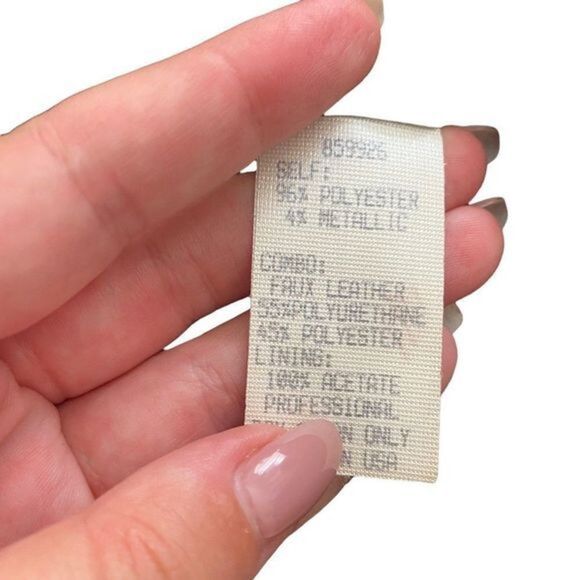 859926
SELF:
96% POLYESTER
4% METALLIC
COMBO:
FAUX LEATHER
55%POLYURETHANE
45% POLYESTER
LINING:
100% ACETATE
PROFESSIONAL
N ONLY
N USA